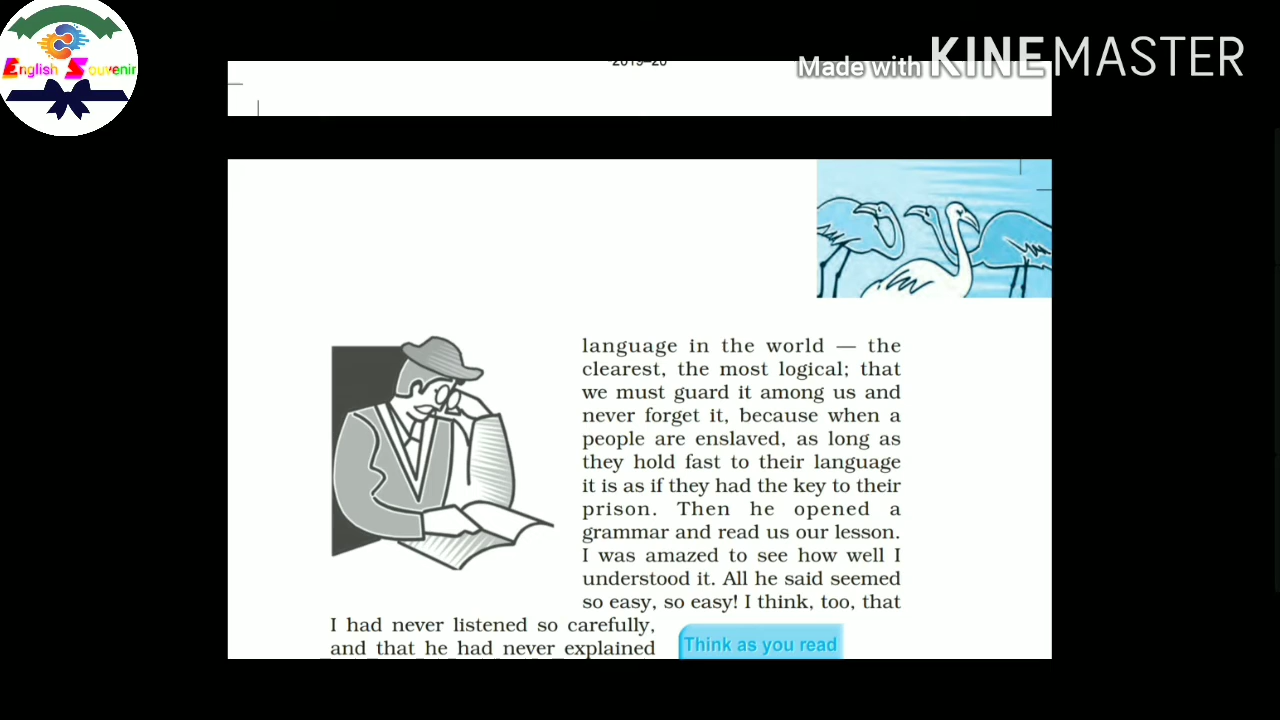 English Souvenir
2019–20
Made with KINEMASTER
language in the world — the
clearest, the most logical; that
we must guard it among us and
never forget it, because when a
people are enslaved, as long as
they hold fast to their language
it is as if they had the key to their
prison. Then he opened a
grammar and read us our lesson.
I was amazed to see how well I
understood it. All he said seemed
so easy, so easy! I think, too, that
I had never listened so carefully,
and that he had never explained
Think as you read